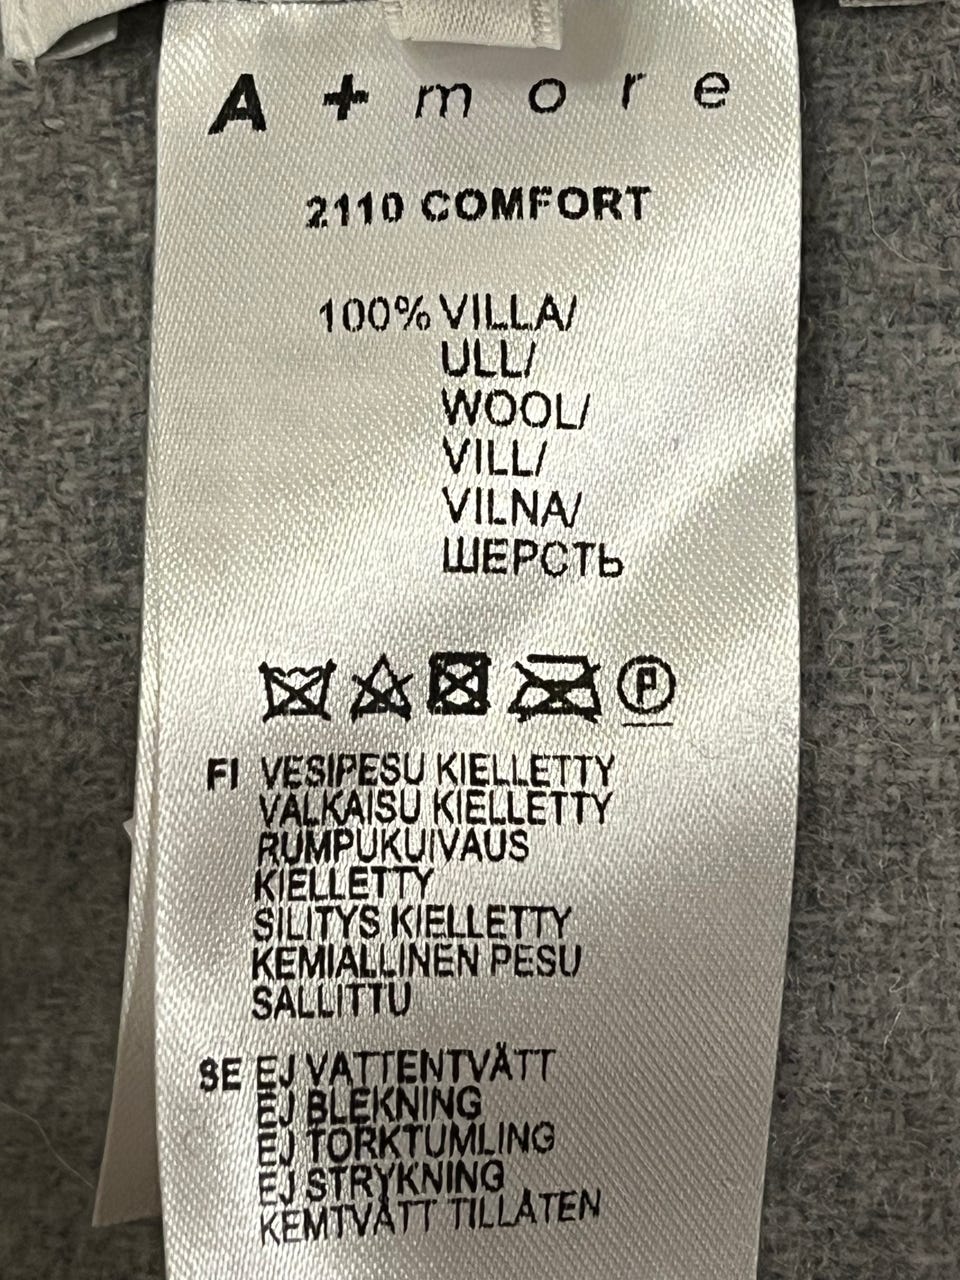 A + more
2110 COMFORT
100% VILLA/
ULL/
WOOL/
VILL/
VILNA/
ШЕРСТЬ
P
FI VESIPESU KIELLETTY
VALKAISU KIELLETTY
RUMPUKUIVAUS
KIELLETTY
SILITYS KIELLETTY
KEMIALLINEN PESU
SALLITTU
SE EJ VATTENTVÄTT
EJ BLEKNING
EJ TORKTUMLING
EJ STRYKNING
KEMTVÄTT TILLÅTEN